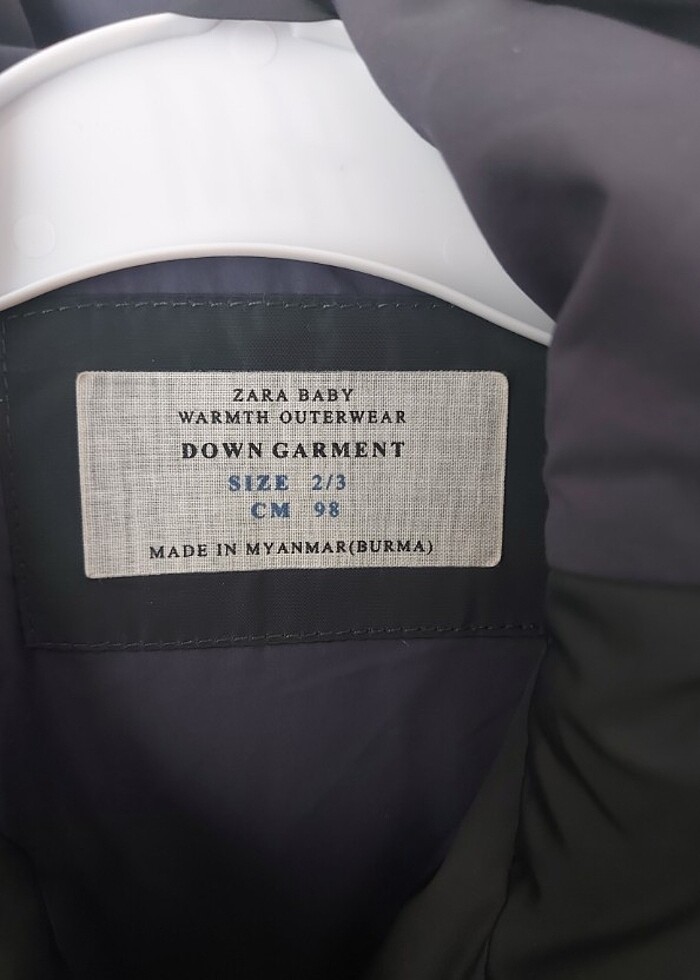 ZARA BABY
WARMTH OUTERWEAR
DOWN GARMENT
SIZE 2/3
CM 98
MADE IN MYANMAR(BURMA)